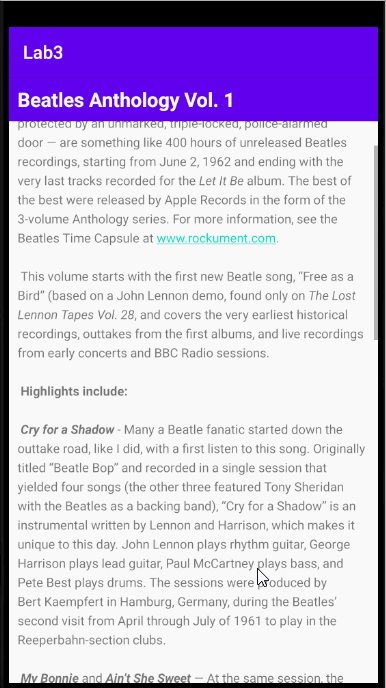 Lab3
Beatles Anthology Vol. 1
protected by an unmarked, triple-locked, police-alarmed
door — are something like 400 hours of unreleased Beatles
recordings, starting from June 2, 1962 and ending with the
very last tracks recorded for the Let It Be album. The best of
the best were released by Apple Records in the form of the
3-volume Anthology series. For more information, see the
Beatles Time Capsule at www.rockument.com.
This volume starts with the first new Beatle song, “Free as a
Bird” (based on a John Lennon demo, found only on The Lost
Lennon Tapes Vol. 28, and covers the very earliest historical
recordings, outtakes from the first albums, and live recordings
from early concerts and BBC Radio sessions.
Highlights include:
Cry for a Shadow - Many a Beatle fanatic started down the
outtake road, like I did, with a first listen to this song. Originally
titled “Beatle Bop” and recorded in a single session that
yielded four songs (the other three featured Tony Sheridan
with the Beatles as a backing band), “Cry for a Shadow” is an
instrumental written by Lennon and Harrison, which makes it
unique to this day. John Lennon plays rhythm guitar, George
Harrison plays lead guitar, Paul McCartney plays bass, and
Pete Best plays drums. The sessions were produced by
Bert Kaempfert in Hamburg, Germany, during the Beatles’
second visit from April through July of 1961 to play in the
Reeperbahn-section clubs.
My Bonnie and Ain’t She Sweet — At the same session, the